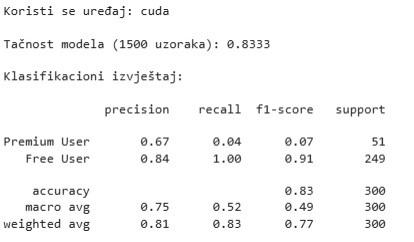 Koristi se uređaj: cuda
Tačnost modela (1500 uzoraka): 0.8333
Klasifikacioni izvještaj:
precision recall f1-score support
Premium User 0.67 0.04 0.07 51
Free User 0.84 1.00 0.91 249
accuracy 0.83 300
macro avg 0.75 0.52 0.49 300
weighted avg 0.81 0.83 0.77 300